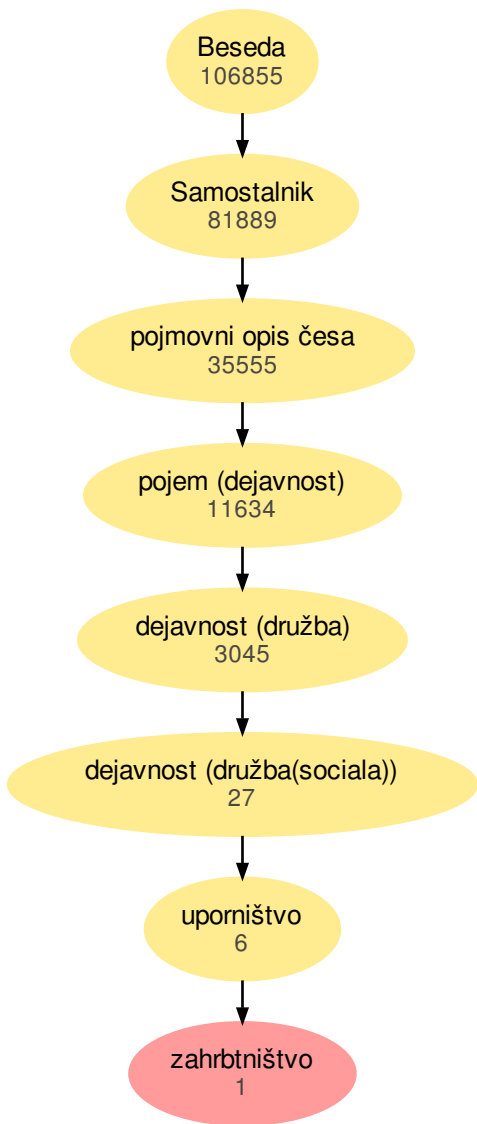 Beseda
106855
Samostalnik
81889
pojmovni opis česa
35555
pojem (dejavnost)
11634
dejavnost (družba)
3045
dejavnost (družba(sociala))
27
uporništvo
6
zahrbtništvo
1